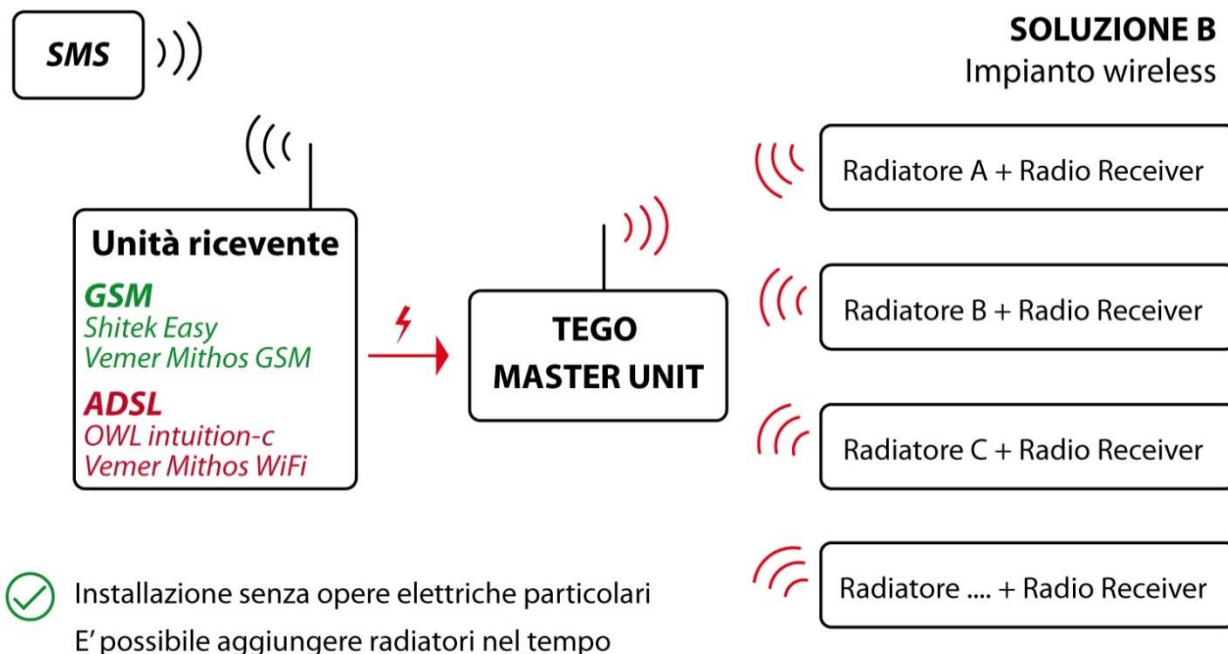 SMS
SOLUZIONE B
Impianto wireless
Unità ricevente
GSM
Shitek Easy
Vemer Mithos GSM
ADSL
OWL intuition-c
Vemer Mithos WiFi
TEGO
MASTER UNIT
Radiatore A + Radio Receiver
Radiatore B + Radio Receiver
Radiatore C + Radio Receiver
Radiatore .... + Radio Receiver
Installazione senza opere elettriche particolari
E' possibile aggiungere radiatori nel tempo